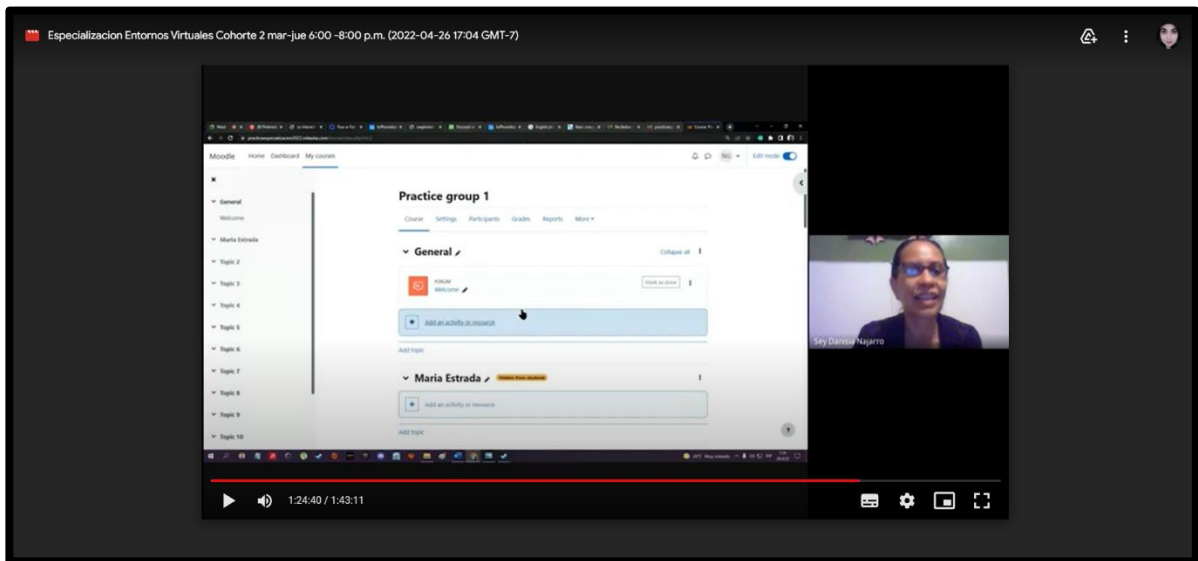 Especializacion Entornos Virtuales Cohorte 2 mar-jue 6:00 -8:00 p.m. (2022-04-26 17:04 GMT-7)
Moodle Home Dashboard My courses
NG
Edit mode
General
Welcome
Maria Estrada
Topic 2
Topic 3
Topic 4
Topic 5
Topic 6
Topic 7
Topic 8
Topic 9
Topic 10
Practice group 1
Course Settings Participants Grades Reports More
General
Collapse all
FORUM
Welcome
Mark as done
Add an activity or resource
Add topic
Maria Estrada
Hidden from students
Add an activity or resource
Add topic
?
Sey Danisia Najarro
1:24:40 / 1:43:11